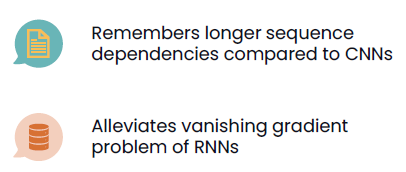 Remembers longer sequence
dependencies compared to CNNs
Alleviates vanishing gradient
problem of RNNs